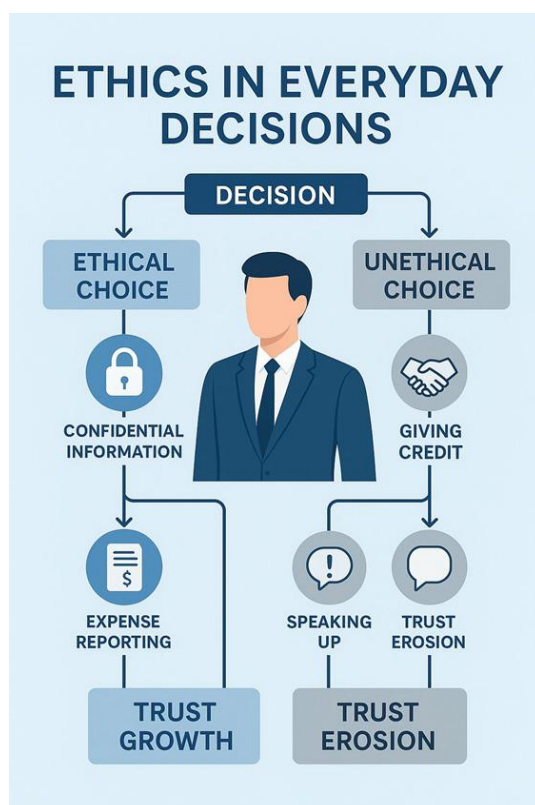 ETHICS IN EVERYDAY
DECISIONS
DECISION
ETHICAL
CHOICE
UNETHICAL
CHOICE
CONFIDENTIAL
INFORMATION
GIVING
CREDIT
$
!
EXPENSE
REPORTING
SPEAKING
UP
TRUST
EROSION
TRUST
GROWTH
TRUST
EROSION